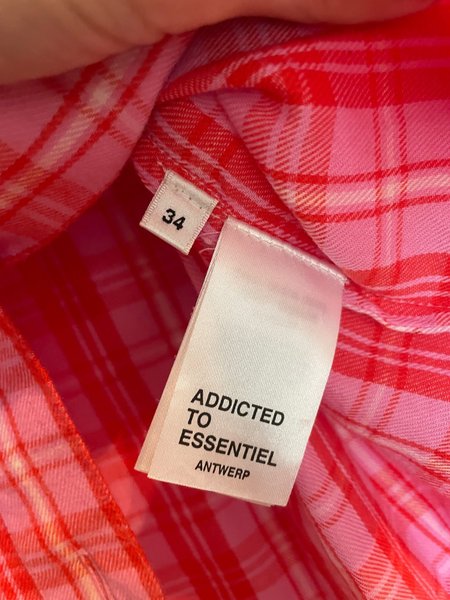 34
ADDICTED
TO
ESSENTIEL
ANTWERP